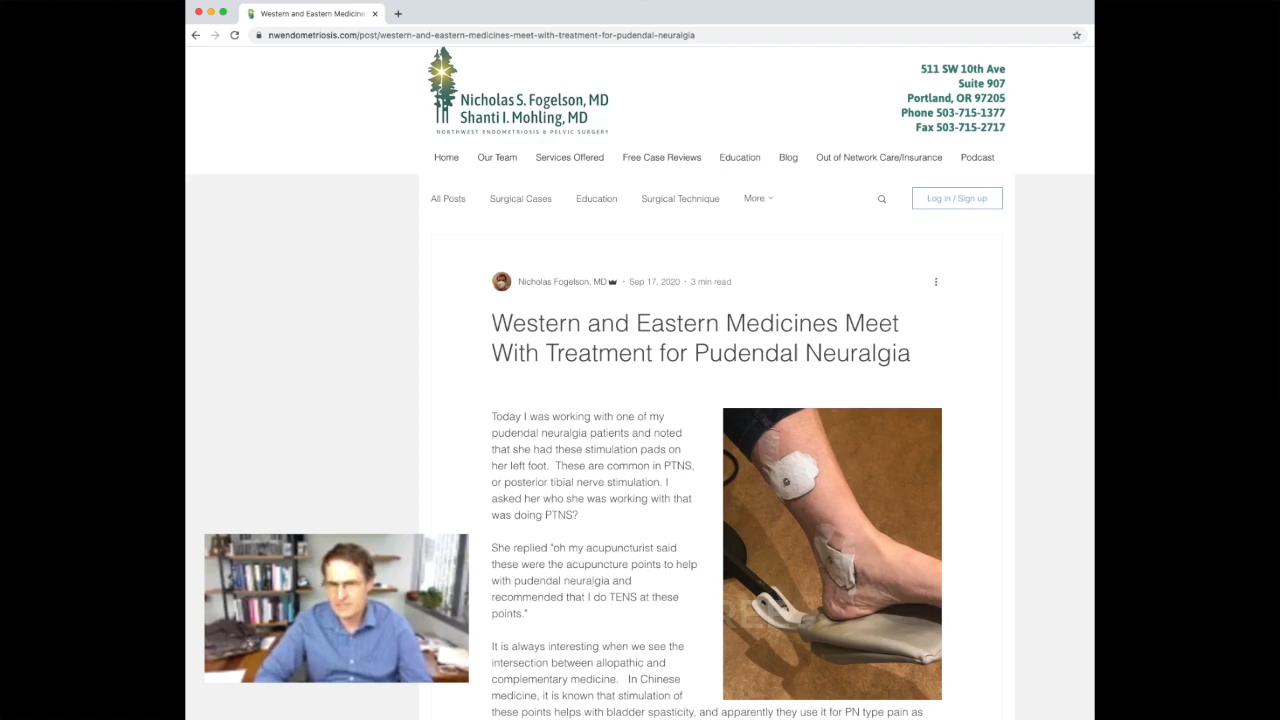 Western and Eastern Medicine
nwendometriosis.com/post/western-and-eastern-medicines-meet-with-treatment-for-pudendal-neuralgia
Nicholas S. Fogelson, MD
Shanti I. Mohling, MD
NORTHWEST ENDOMETRIOSIS & PELVIC SURGERY
511 SW 10th Ave
Suite 907
Portland, OR 97205
Phone 503-715-1377
Fax 503-715-2717
Home Our Team Services Offered Free Case Reviews Education Blog Out of Network Care/Insurance Podcast
All Posts Surgical Cases Education Surgical Technique More
Log in / Sign up
Nicholas Fogelson, MD · Sep 17, 2020 · 3 min read
Western and Eastern Medicines Meet
With Treatment for Pudendal Neuralgia
Today I was working with one of my
pudendal neuralgia patients and noted
that she had these stimulation pads on
her left foot. These are common in PTNS,
or posterior tibial nerve stimulation. I
asked her who she was working with that
was doing PTNS?
She replied "oh my acupuncturist said
these were the acupuncture points to help
with pudendal neuralgia and
recommended that I do TENS at these
points."
It is always interesting when we see the
intersection between allopathic and
complementary medicine. In Chinese
medicine, it is known that stimulation of
these points helps with bladder spasticity, and apparently they use it for PN type pain as